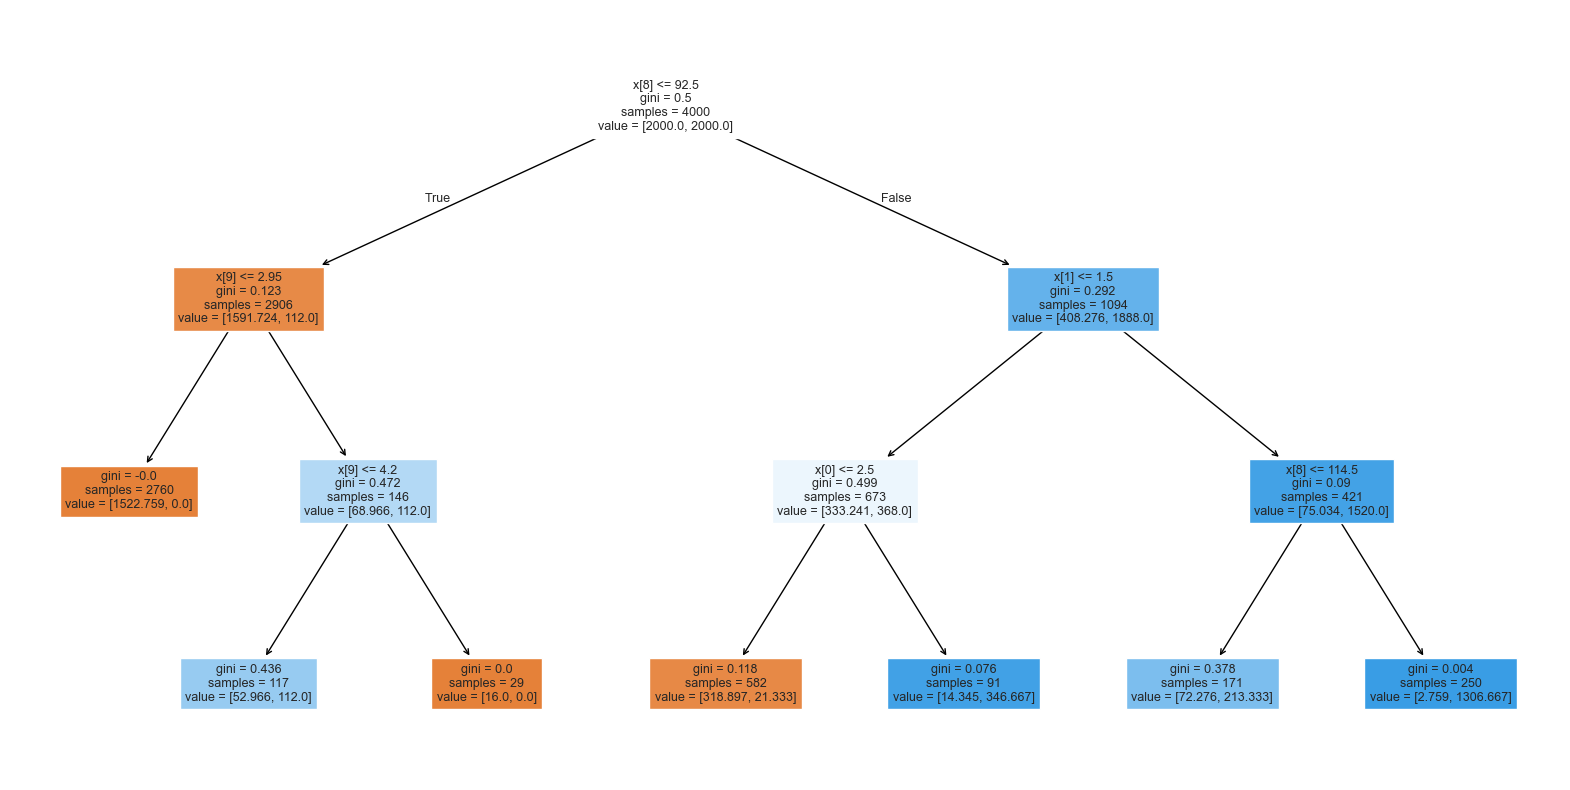 x[8] <= 92.5
gini = 0.5
samples = 4000
value = [2000.0, 2000.0]
True
False
x[9] <= 2.95
gini = 0.123
samples = 2906
value = [1591.724, 112.0]
x[1] <= 1.5
gini = 0.292
samples = 1094
value = [408.276, 1888.0]
gini = -0.0
samples = 2760
value = [1522.759, 0.0]
x[9] <= 4.2
gini = 0.472
samples = 146
value = [68.966, 112.0]
x[0] <= 2.5
gini = 0.499
samples = 673
value = [333.241, 368.0]
x[8] <= 114.5
gini = 0.09
samples = 421
value = [75.034, 1520.0]
gini = 0.436
samples = 117
value = [52.966, 112.0]
gini = 0.0
samples = 29
value = [16.0, 0.0]
gini = 0.118
samples = 582
value = [318.897, 21.333]
gini = 0.076
samples = 91
value = [14.345, 346.667]
gini = 0.378
samples = 171
value = [72.276, 213.333]
gini = 0.004
samples = 250
value = [2.759, 1306.667]